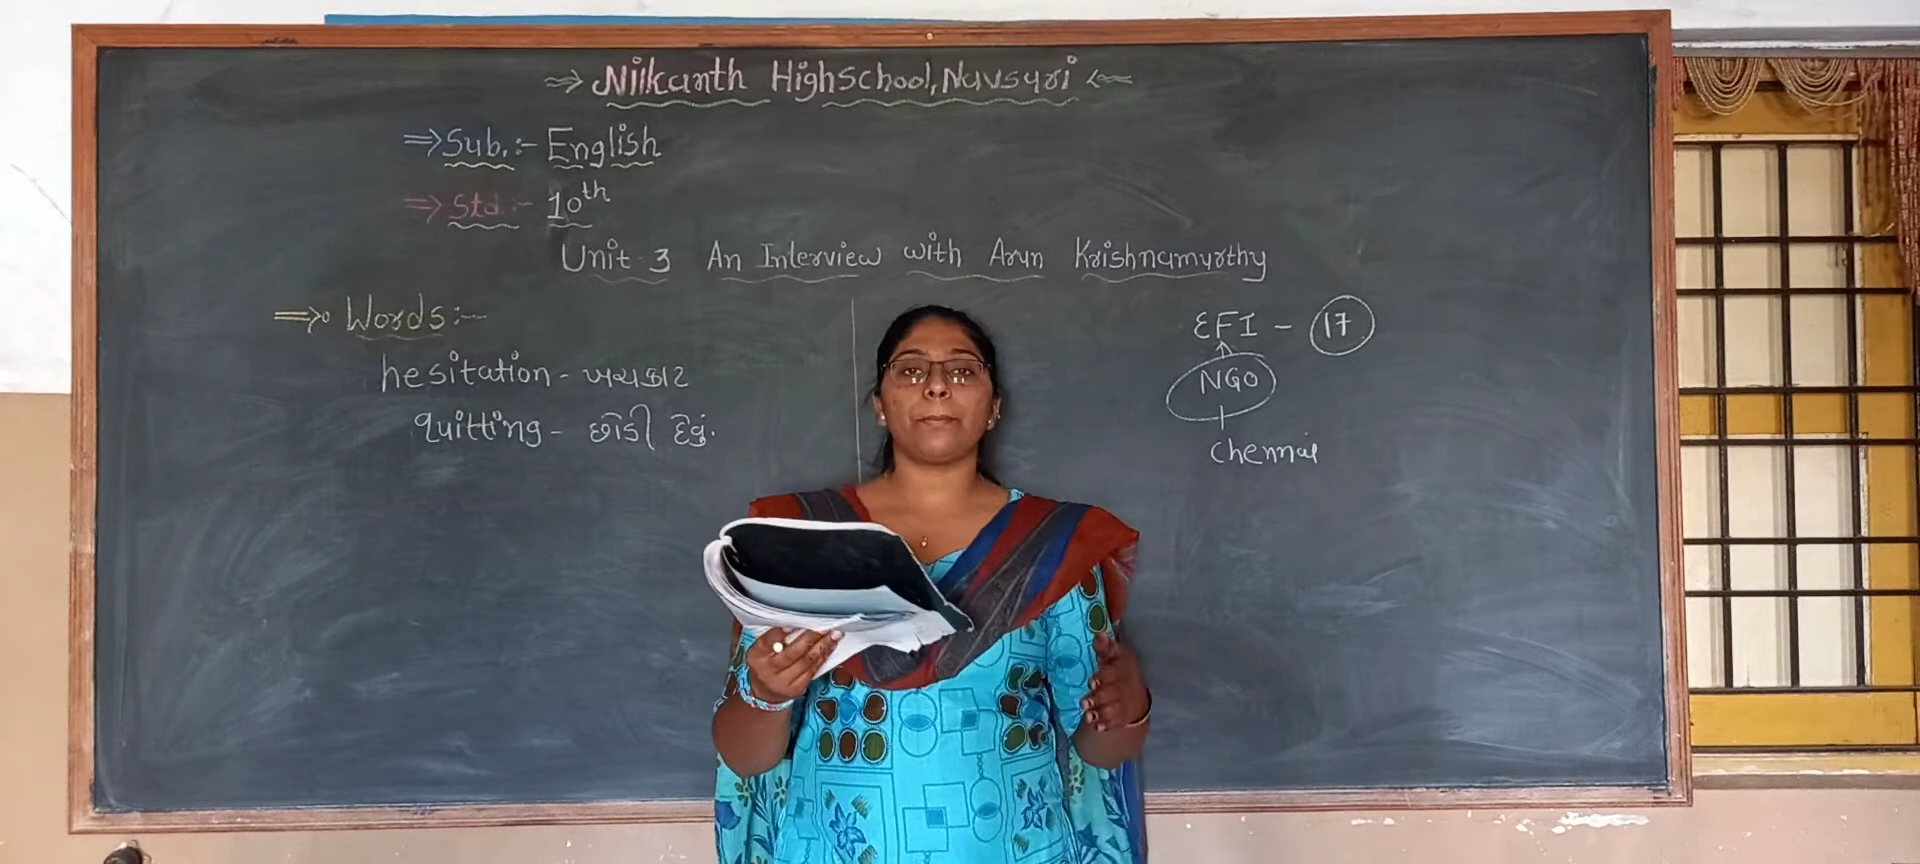 ⇒ Nilkanth HighSchool, Navsari ⇐
⇒ Sub. :- English
⇒ Std :- 10th
Unit 3 An Interview with Arun Krishnamurthy
⇒ Words :-
hesitation - ખચકાટ
quitting - છોડી દેવું.
EFI - 17
NGO
Chennai